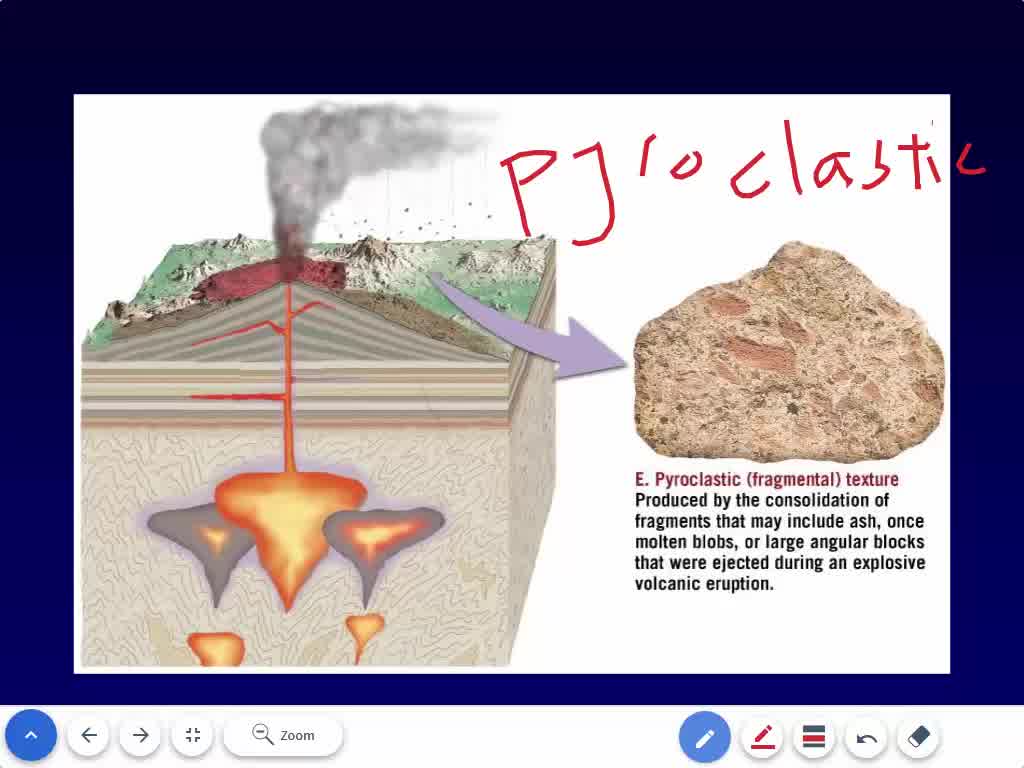 pyroclastic
E. Pyroclastic (fragmental) texture
Produced by the consolidation of
fragments that may include ash, once
molten blobs, or large angular blocks
that were ejected during an explosive
volcanic eruption.
Zoom